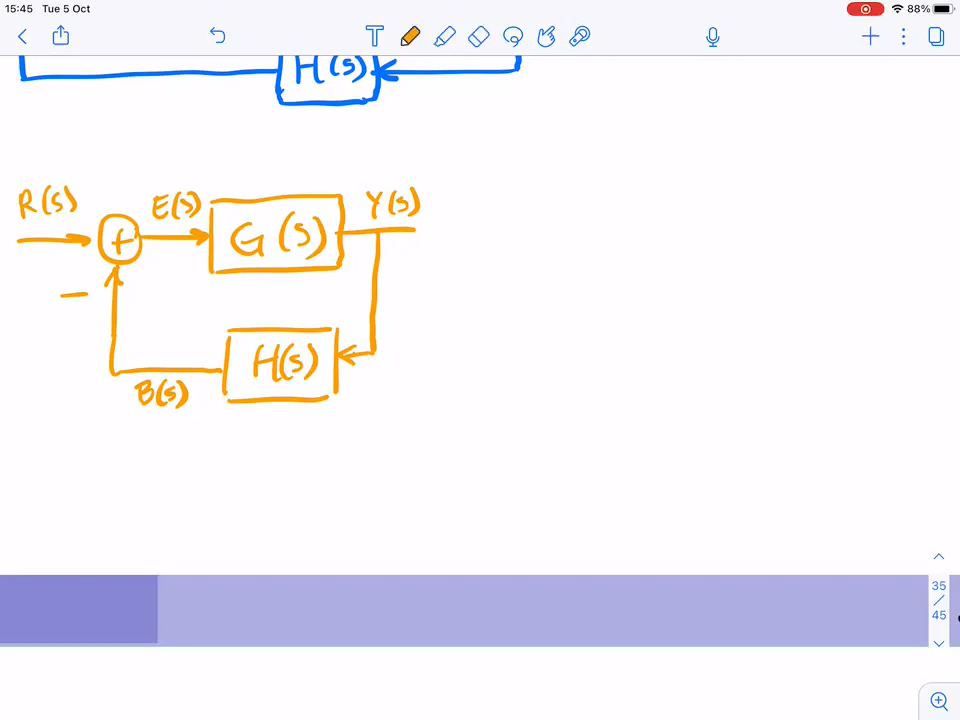 15:45 Tue 5 Oct 88%
T
H(s)
R(s) E(s) Y(s)
+ G(s)
−
H(s)
B(s)
35
/
45